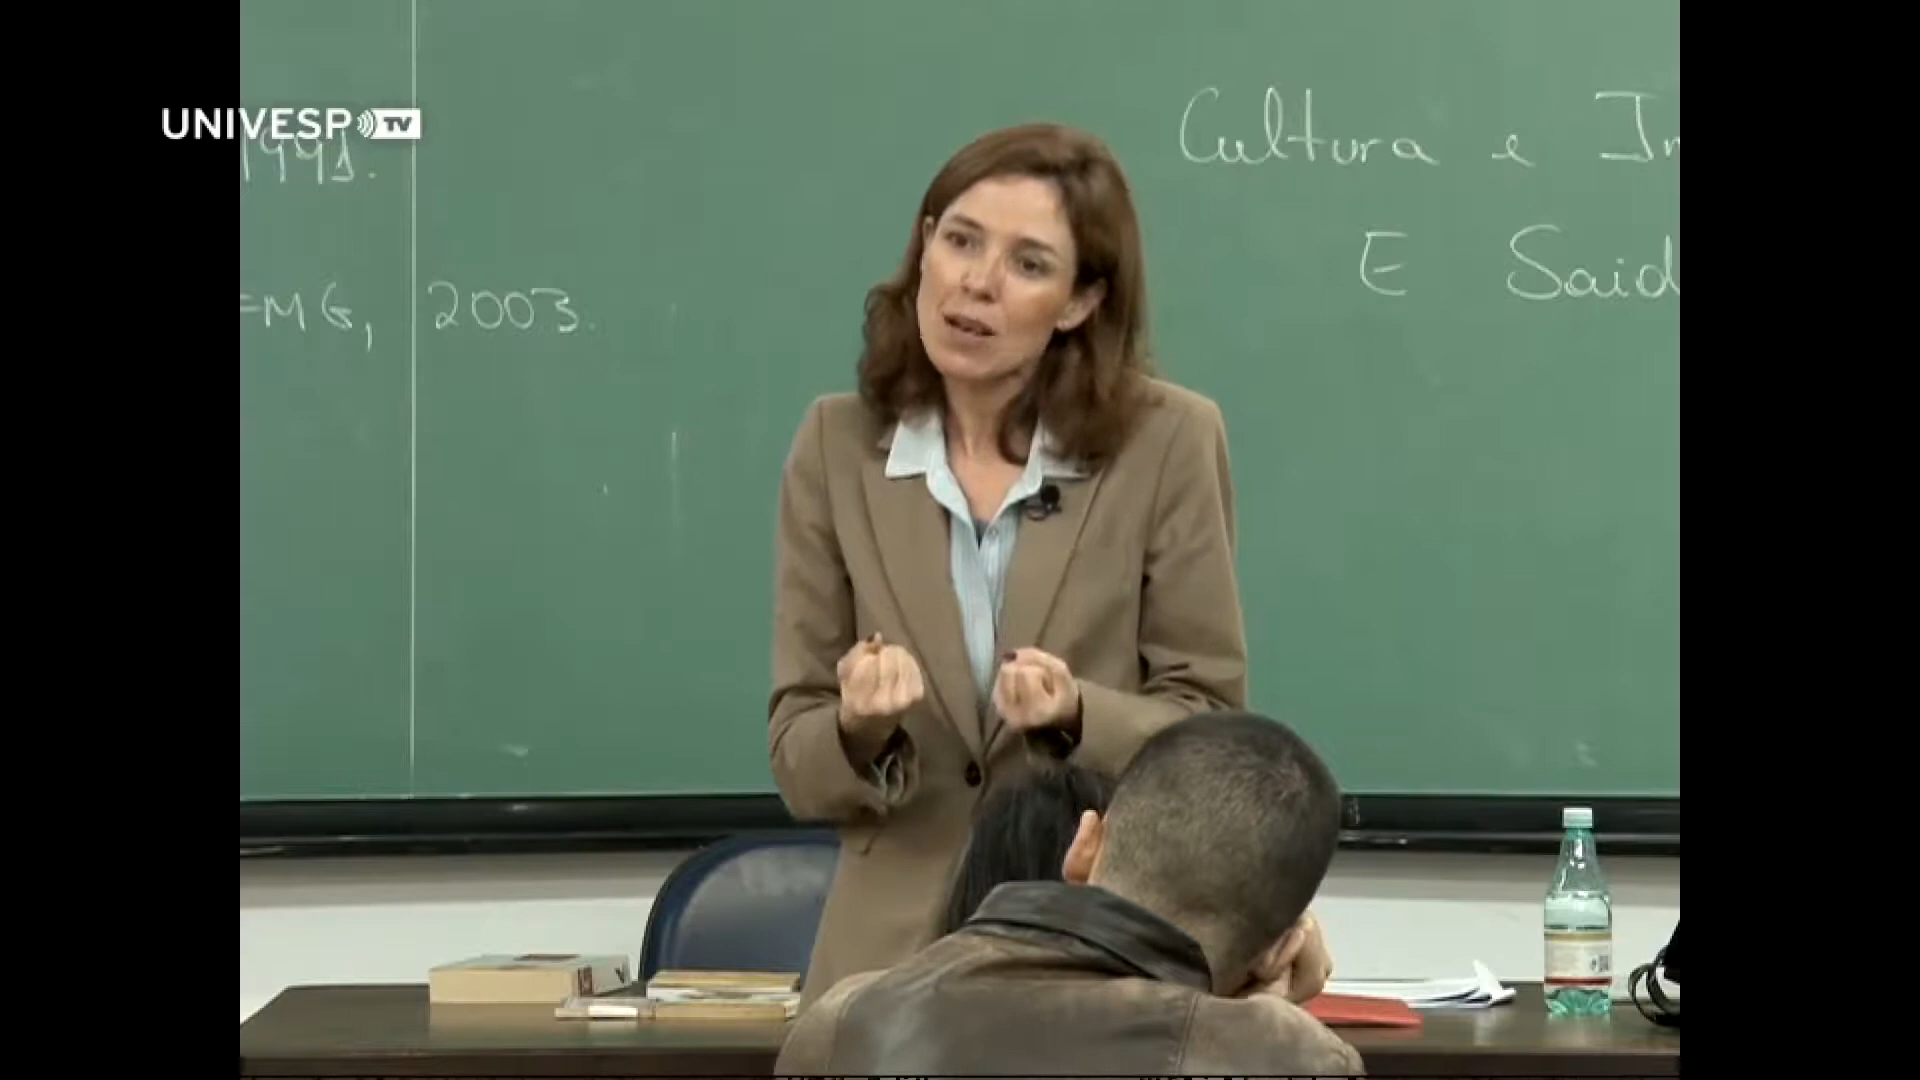 UNIVESP TV
1991.
FMG, 2003.
Cultura e
E Said